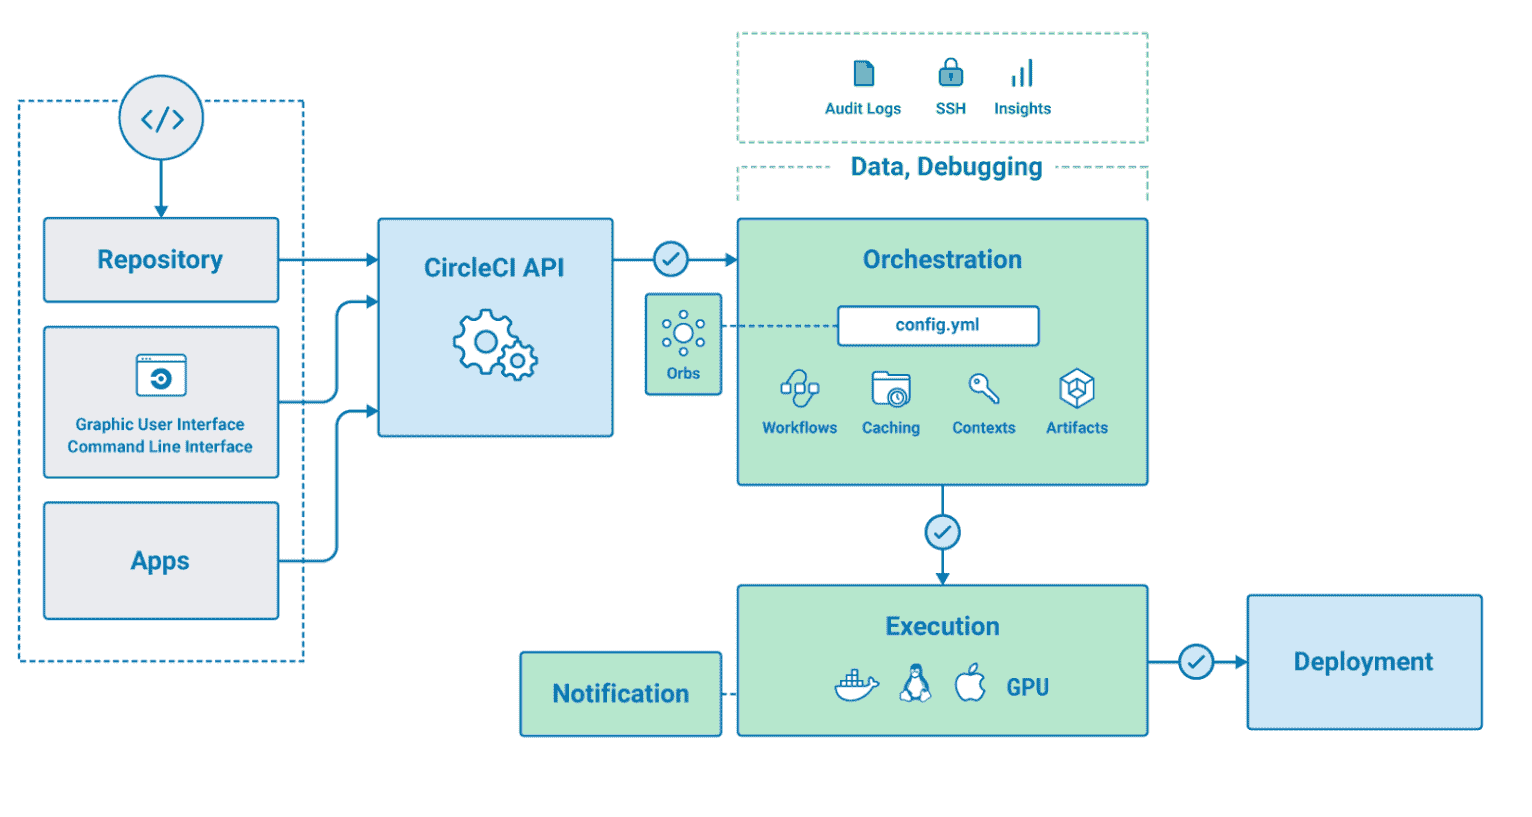 </>
Repository
Graphic User Interface
Command Line Interface
Apps
CircleCI API
Audit Logs
SSH
Insights
Data, Debugging
Orchestration
config.yml
Orbs
Workflows
Caching
Contexts
Artifacts
Execution
GPU
Notification
Deployment